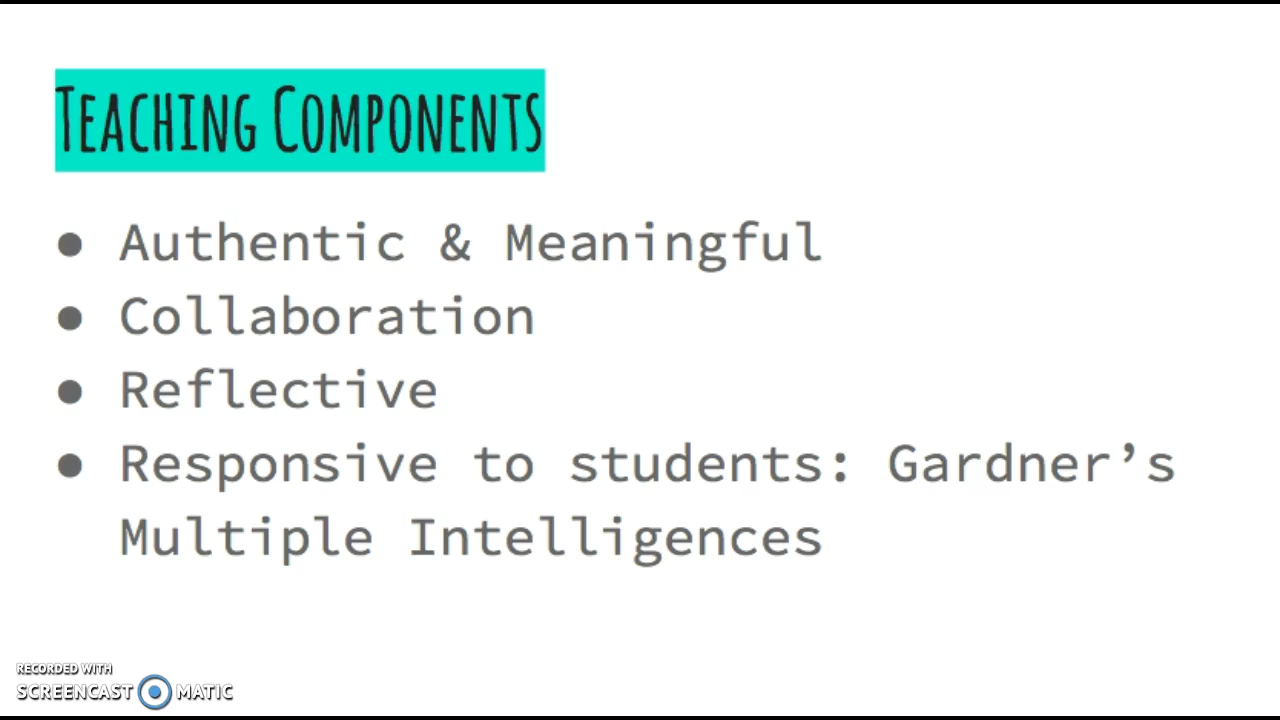 Teaching Components
● Authentic & Meaningful
● Collaboration
● Reflective
● Responsive to students: Gardner’s
Multiple Intelligences
RECORDED WITH
SCREENCAST MATIC